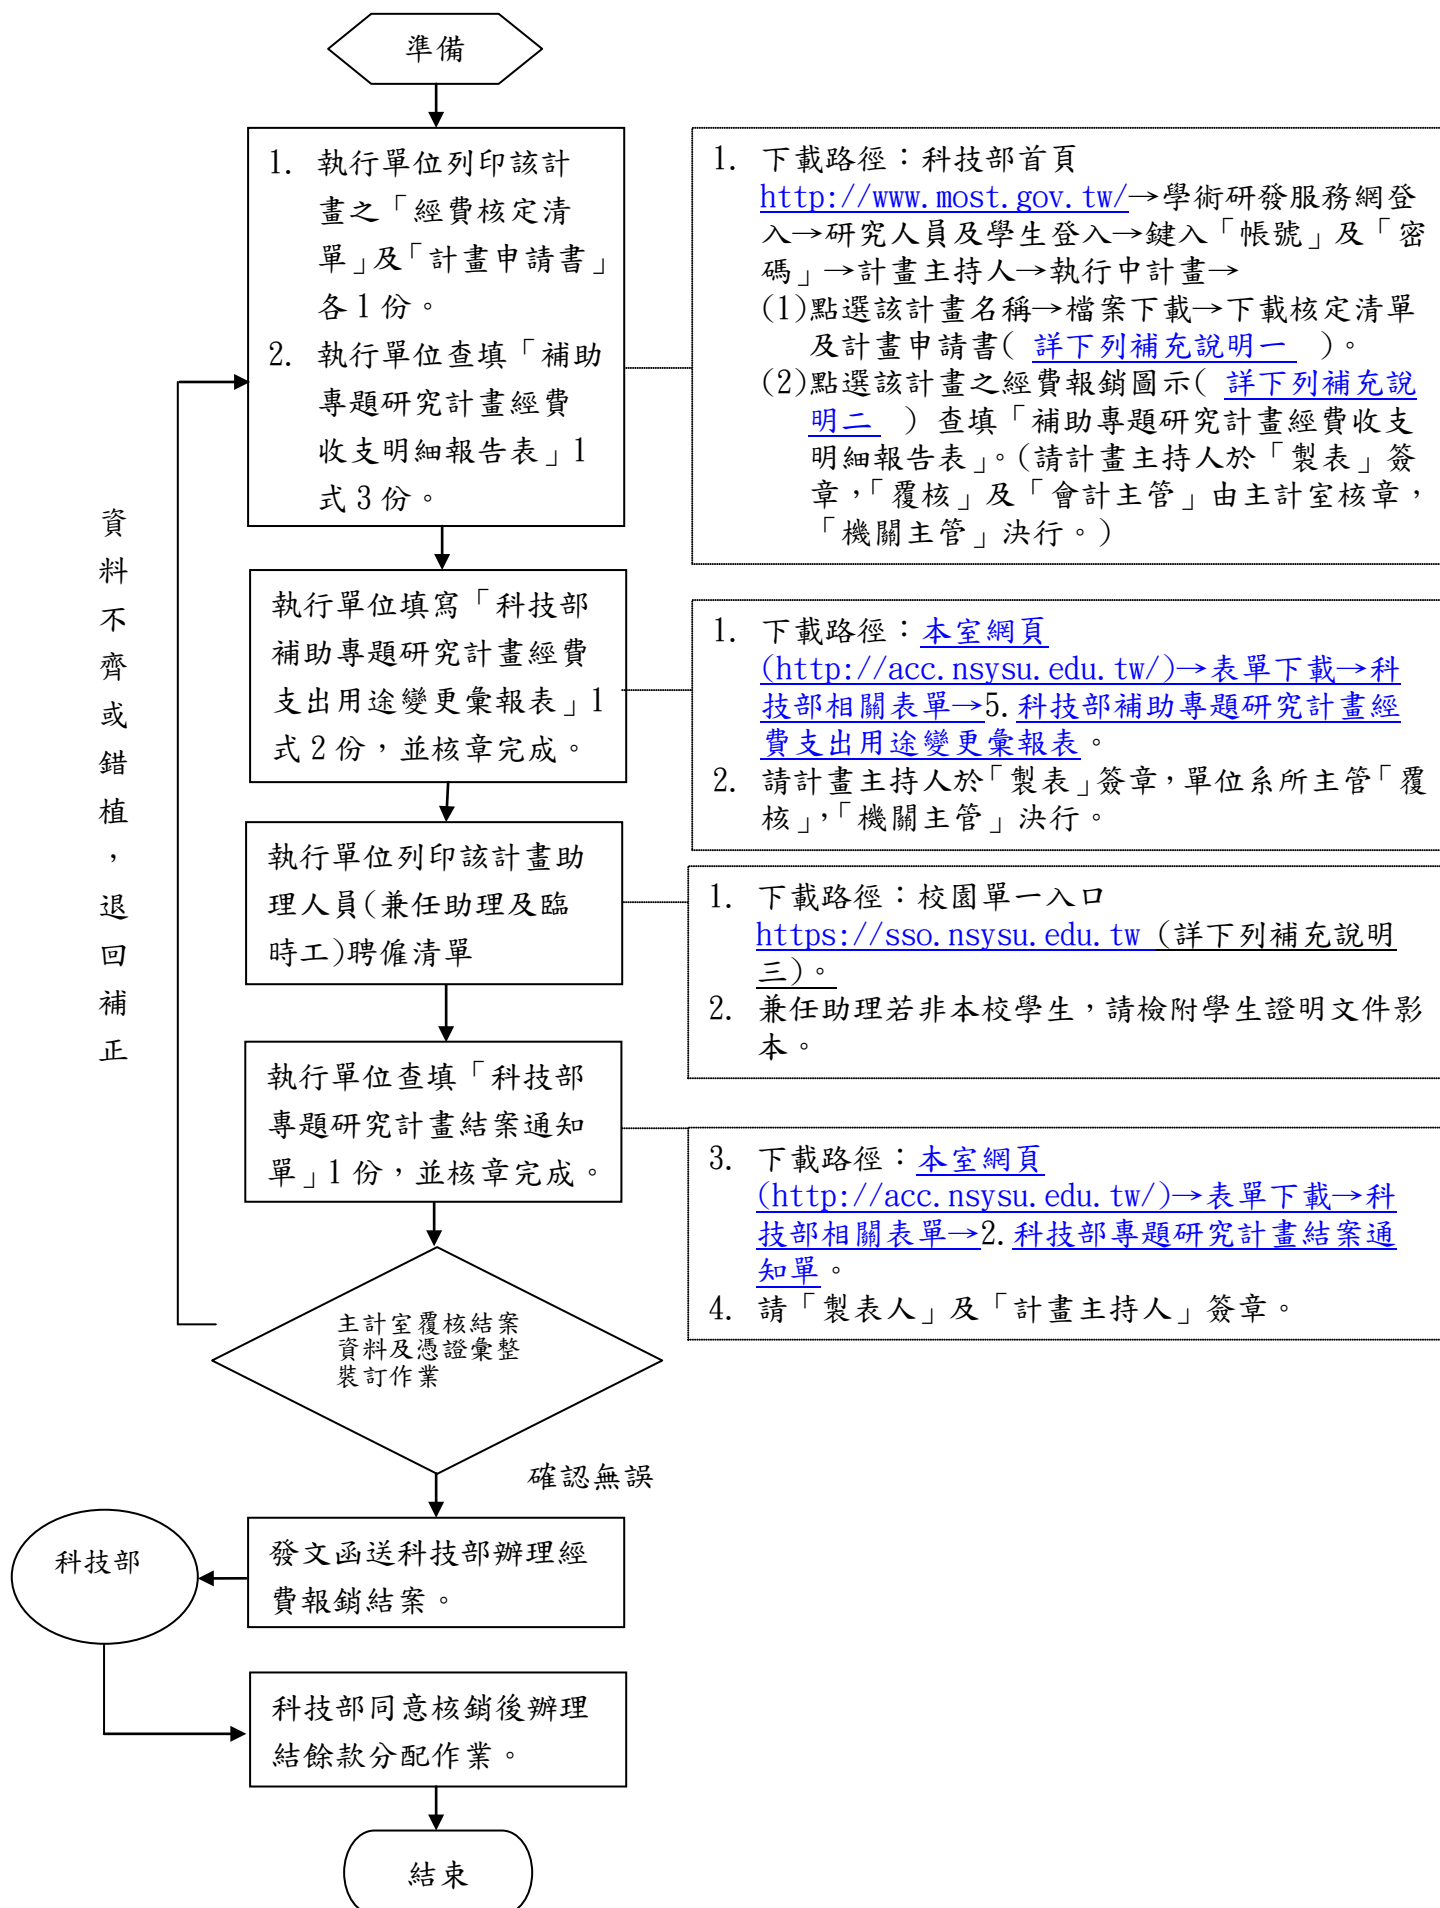 準備
1. 執行單位列印該計
畫之「經費核定清
單」及「計畫申請書」
各1份。
2. 執行單位查填「補助
專題研究計畫經費
收支明細報告表」1
式3份。
1. 下載路徑：科技部首頁
http://www.most.gov.tw/→學術研發服務網登
入→研究人員及學生登入→鍵入「帳號」及「密
碼」→計畫主持人→執行中計畫→
(1)點選該計畫名稱→檔案下載→下載核定清單
及計畫申請書( 詳下列補充說明一 )。
(2)點選該計畫之經費報銷圖示( 詳下列補充說
明二 ) 查填「補助專題研究計畫經費收支
明細報告表」。(請計畫主持人於「製表」簽
章，「覆核」及「會計主管」由主計室核章，
「機關主管」決行。)
執行單位填寫「科技部
補助專題研究計畫經費
支出用途變更彙報表」1
式2份，並核章完成。
1. 下載路徑：本室網頁
(http://acc.nsysu.edu.tw/)→表單下載→科
技部相關表單→5.科技部補助專題研究計畫經
費支出用途變更彙報表。
2. 請計畫主持人於「製表」簽章，單位系所主管「覆
核」，「機關主管」決行。
執行單位列印該計畫助
理人員(兼任助理及臨
時工)聘僱清單
1. 下載路徑：校園單一入口
https://sso.nsysu.edu.tw (詳下列補充說明
三)。
2. 兼任助理若非本校學生，請檢附學生證明文件影
本。
執行單位查填「科技部
專題研究計畫結案通知
單」1份，並核章完成。
3. 下載路徑：本室網頁
(http://acc.nsysu.edu.tw/)→表單下載→科
技部相關表單→2.科技部專題研究計畫結案通
知單。
4. 請「製表人」及「計畫主持人」簽章。
資料不齊或錯植，退回補正
主計室覆核結案
資料及憑證彙整
裝訂作業
確認無誤
科技部
發文函送科技部辦理經
費報銷結案。
科技部同意核銷後辦理
結餘款分配作業。
結束